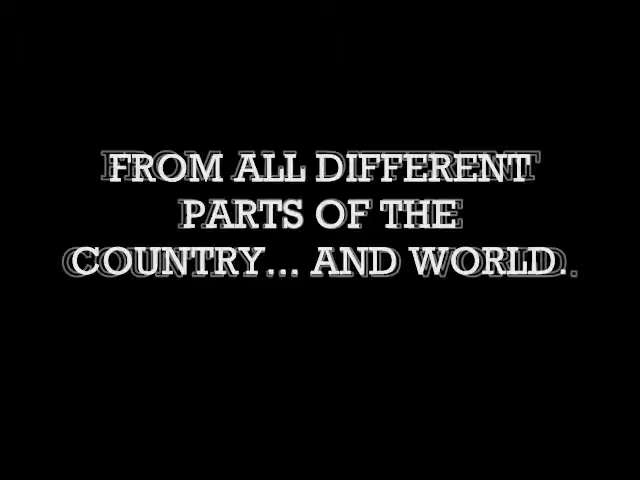 FROM ALL DIFFERENT
PARTS OF THE
COUNTRY... AND WORLD.